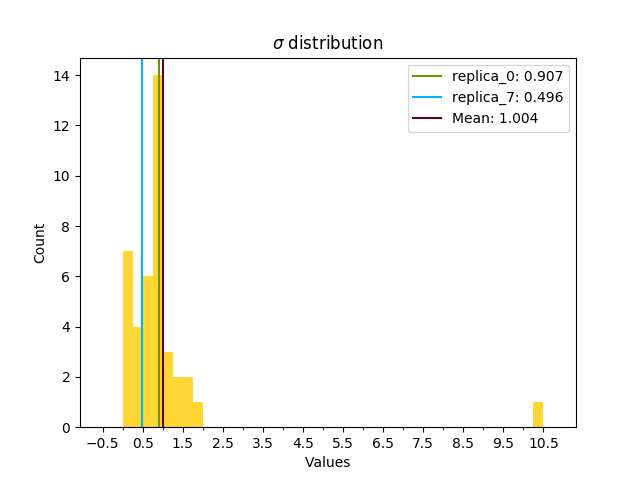 σ distribution
replica_0: 0.907
replica_7: 0.496
Mean: 1.004
Count
14
12
10
8
6
4
2
0
−0.5 0.5 1.5 2.5 3.5 4.5 5.5 6.5 7.5 8.5 9.5 10.5
Values